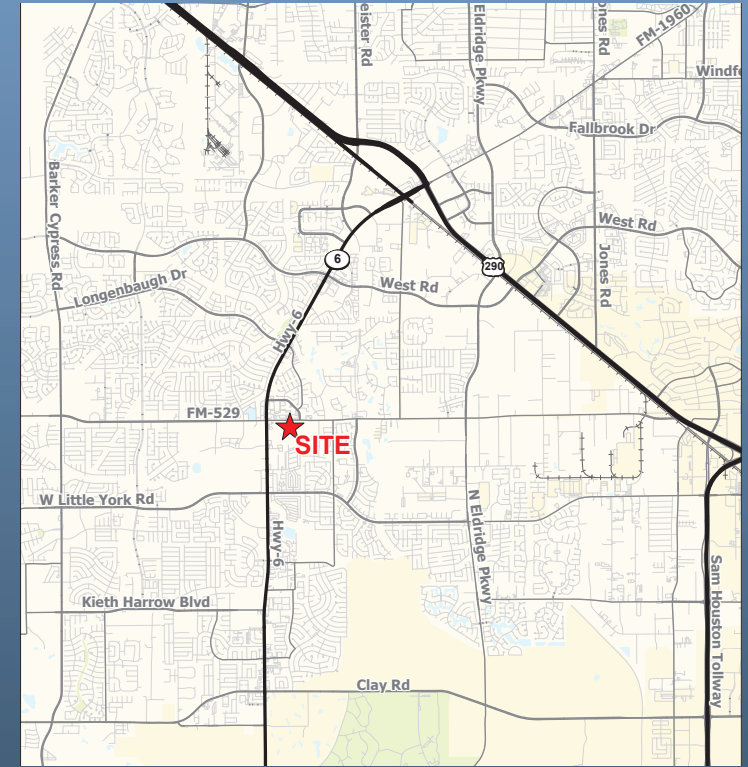 eister Rd
Eldridge Pkwy
ones Rd
FM-1960
Windfe
Fallbrook Dr
Barker Cypress Rd
West Rd
6
290
Longenbaugh Dr
West Rd
Jones Rd
Hwy-6
FM-529
SITE
W Little York Rd
N Eldridge Pkwy
Hwy-6
Sam Houston Tollway
Kieth Harrow Blvd
Clay Rd